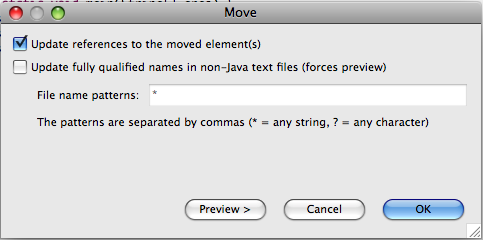 Move
Update references to the moved element(s)
Update fully qualified names in non-Java text files (forces preview)
File name patterns: *
The patterns are separated by commas (* = any string, ? = any character)
Preview > Cancel OK